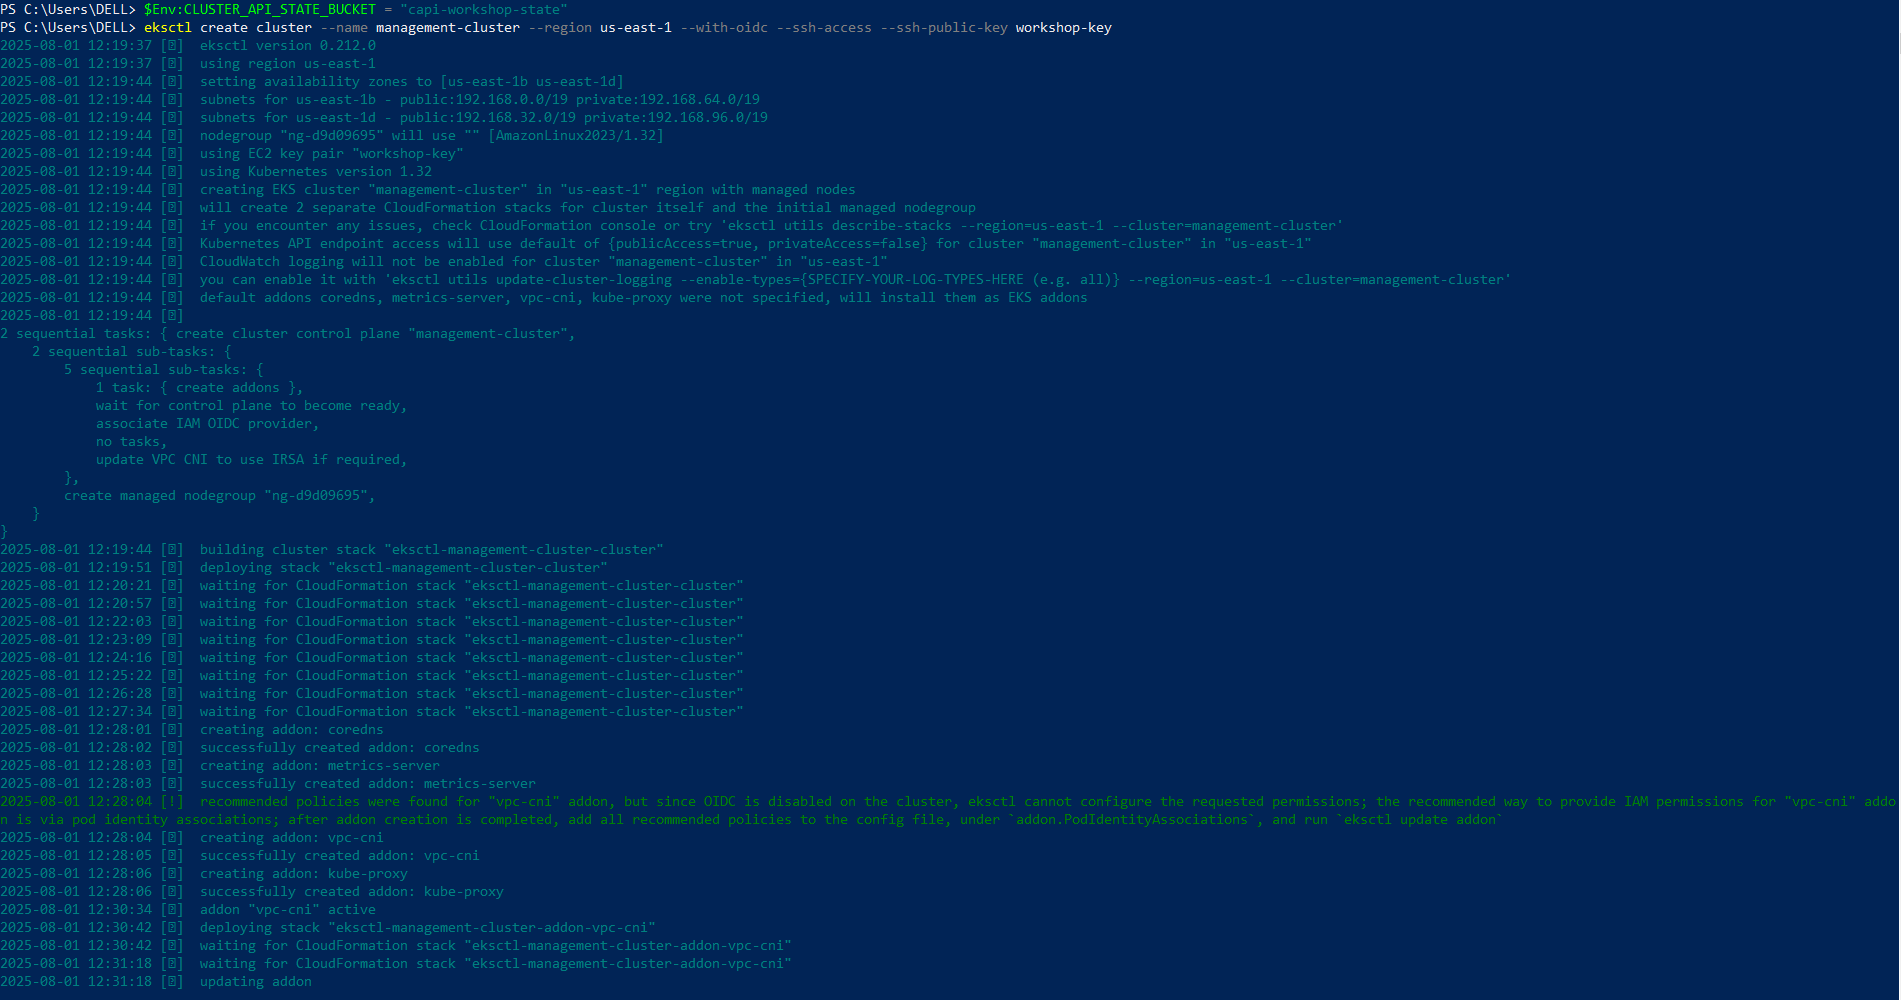 PS C:\Users\DELL> $Env:CLUSTER_API_STATE_BUCKET = "capi-workshop-state"
PS C:\Users\DELL> eksctl create cluster --name management-cluster --region us-east-1 --with-oidc --ssh-access --ssh-public-key workshop-key
2025-08-01 12:19:37 [?]  eksctl version 0.212.0
2025-08-01 12:19:37 [?]  using region us-east-1
2025-08-01 12:19:44 [?]  setting availability zones to [us-east-1b us-east-1d]
2025-08-01 12:19:44 [?]  subnets for us-east-1b - public:192.168.0.0/19 private:192.168.64.0/19
2025-08-01 12:19:44 [?]  subnets for us-east-1d - public:192.168.32.0/19 private:192.168.96.0/19
2025-08-01 12:19:44 [?]  nodegroup "ng-d9d09695" will use "" [AmazonLinux2023/1.32]
2025-08-01 12:19:44 [?]  using EC2 key pair "workshop-key"
2025-08-01 12:19:44 [?]  using Kubernetes version 1.32
2025-08-01 12:19:44 [?]  creating EKS cluster "management-cluster" in "us-east-1" region with managed nodes
2025-08-01 12:19:44 [?]  will create 2 separate CloudFormation stacks for cluster itself and the initial managed nodegroup
2025-08-01 12:19:44 [?]  if you encounter any issues, check CloudFormation console or try 'eksctl utils describe-stacks --region=us-east-1 --cluster=management-cluster'
2025-08-01 12:19:44 [?]  Kubernetes API endpoint access will use default of {publicAccess=true, privateAccess=false} for cluster "management-cluster" in "us-east-1"
2025-08-01 12:19:44 [?]  CloudWatch logging will not be enabled for cluster "management-cluster" in "us-east-1"
2025-08-01 12:19:44 [?]  you can enable it with 'eksctl utils update-cluster-logging --enable-types={SPECIFY-YOUR-LOG-TYPES-HERE (e.g. all)} --region=us-east-1 --cluster=management-cluster'
2025-08-01 12:19:44 [?]  default addons coredns, metrics-server, vpc-cni, kube-proxy were not specified, will install them as EKS addons
2025-08-01 12:19:44 [?]
2 sequential tasks: { create cluster control plane "management-cluster",
    2 sequential sub-tasks: {
        5 sequential sub-tasks: {
            1 task: { create addons },
            wait for control plane to become ready,
            associate IAM OIDC provider,
            no tasks,
            update VPC CNI to use IRSA if required,
        },
        create managed nodegroup "ng-d9d09695",
    }
}
2025-08-01 12:19:44 [?]  building cluster stack "eksctl-management-cluster-cluster"
2025-08-01 12:19:51 [?]  deploying stack "eksctl-management-cluster-cluster"
2025-08-01 12:20:21 [?]  waiting for CloudFormation stack "eksctl-management-cluster-cluster"
2025-08-01 12:20:57 [?]  waiting for CloudFormation stack "eksctl-management-cluster-cluster"
2025-08-01 12:22:03 [?]  waiting for CloudFormation stack "eksctl-management-cluster-cluster"
2025-08-01 12:23:09 [?]  waiting for CloudFormation stack "eksctl-management-cluster-cluster"
2025-08-01 12:24:16 [?]  waiting for CloudFormation stack "eksctl-management-cluster-cluster"
2025-08-01 12:25:22 [?]  waiting for CloudFormation stack "eksctl-management-cluster-cluster"
2025-08-01 12:26:28 [?]  waiting for CloudFormation stack "eksctl-management-cluster-cluster"
2025-08-01 12:27:34 [?]  waiting for CloudFormation stack "eksctl-management-cluster-cluster"
2025-08-01 12:28:01 [?]  creating addon: coredns
2025-08-01 12:28:02 [?]  successfully created addon: coredns
2025-08-01 12:28:03 [?]  creating addon: metrics-server
2025-08-01 12:28:03 [?]  successfully created addon: metrics-server
2025-08-01 12:28:04 [!]  recommended policies were found for "vpc-cni" addon, but since OIDC is disabled on the cluster, eksctl cannot configure the requested permissions; the recommended way to provide IAM permissions for "vpc-cni" addo
n is via pod identity associations; after addon creation is completed, add all recommended policies to the config file, under `addon.PodIdentityAssociations`, and run `eksctl update addon`
2025-08-01 12:28:04 [?]  creating addon: vpc-cni
2025-08-01 12:28:05 [?]  successfully created addon: vpc-cni
2025-08-01 12:28:06 [?]  creating addon: kube-proxy
2025-08-01 12:28:06 [?]  successfully created addon: kube-proxy
2025-08-01 12:30:34 [?]  addon "vpc-cni" active
2025-08-01 12:30:42 [?]  deploying stack "eksctl-management-cluster-addon-vpc-cni"
2025-08-01 12:30:42 [?]  waiting for CloudFormation stack "eksctl-management-cluster-addon-vpc-cni"
2025-08-01 12:31:18 [?]  waiting for CloudFormation stack "eksctl-management-cluster-addon-vpc-cni"
2025-08-01 12:31:18 [?]  updating addon